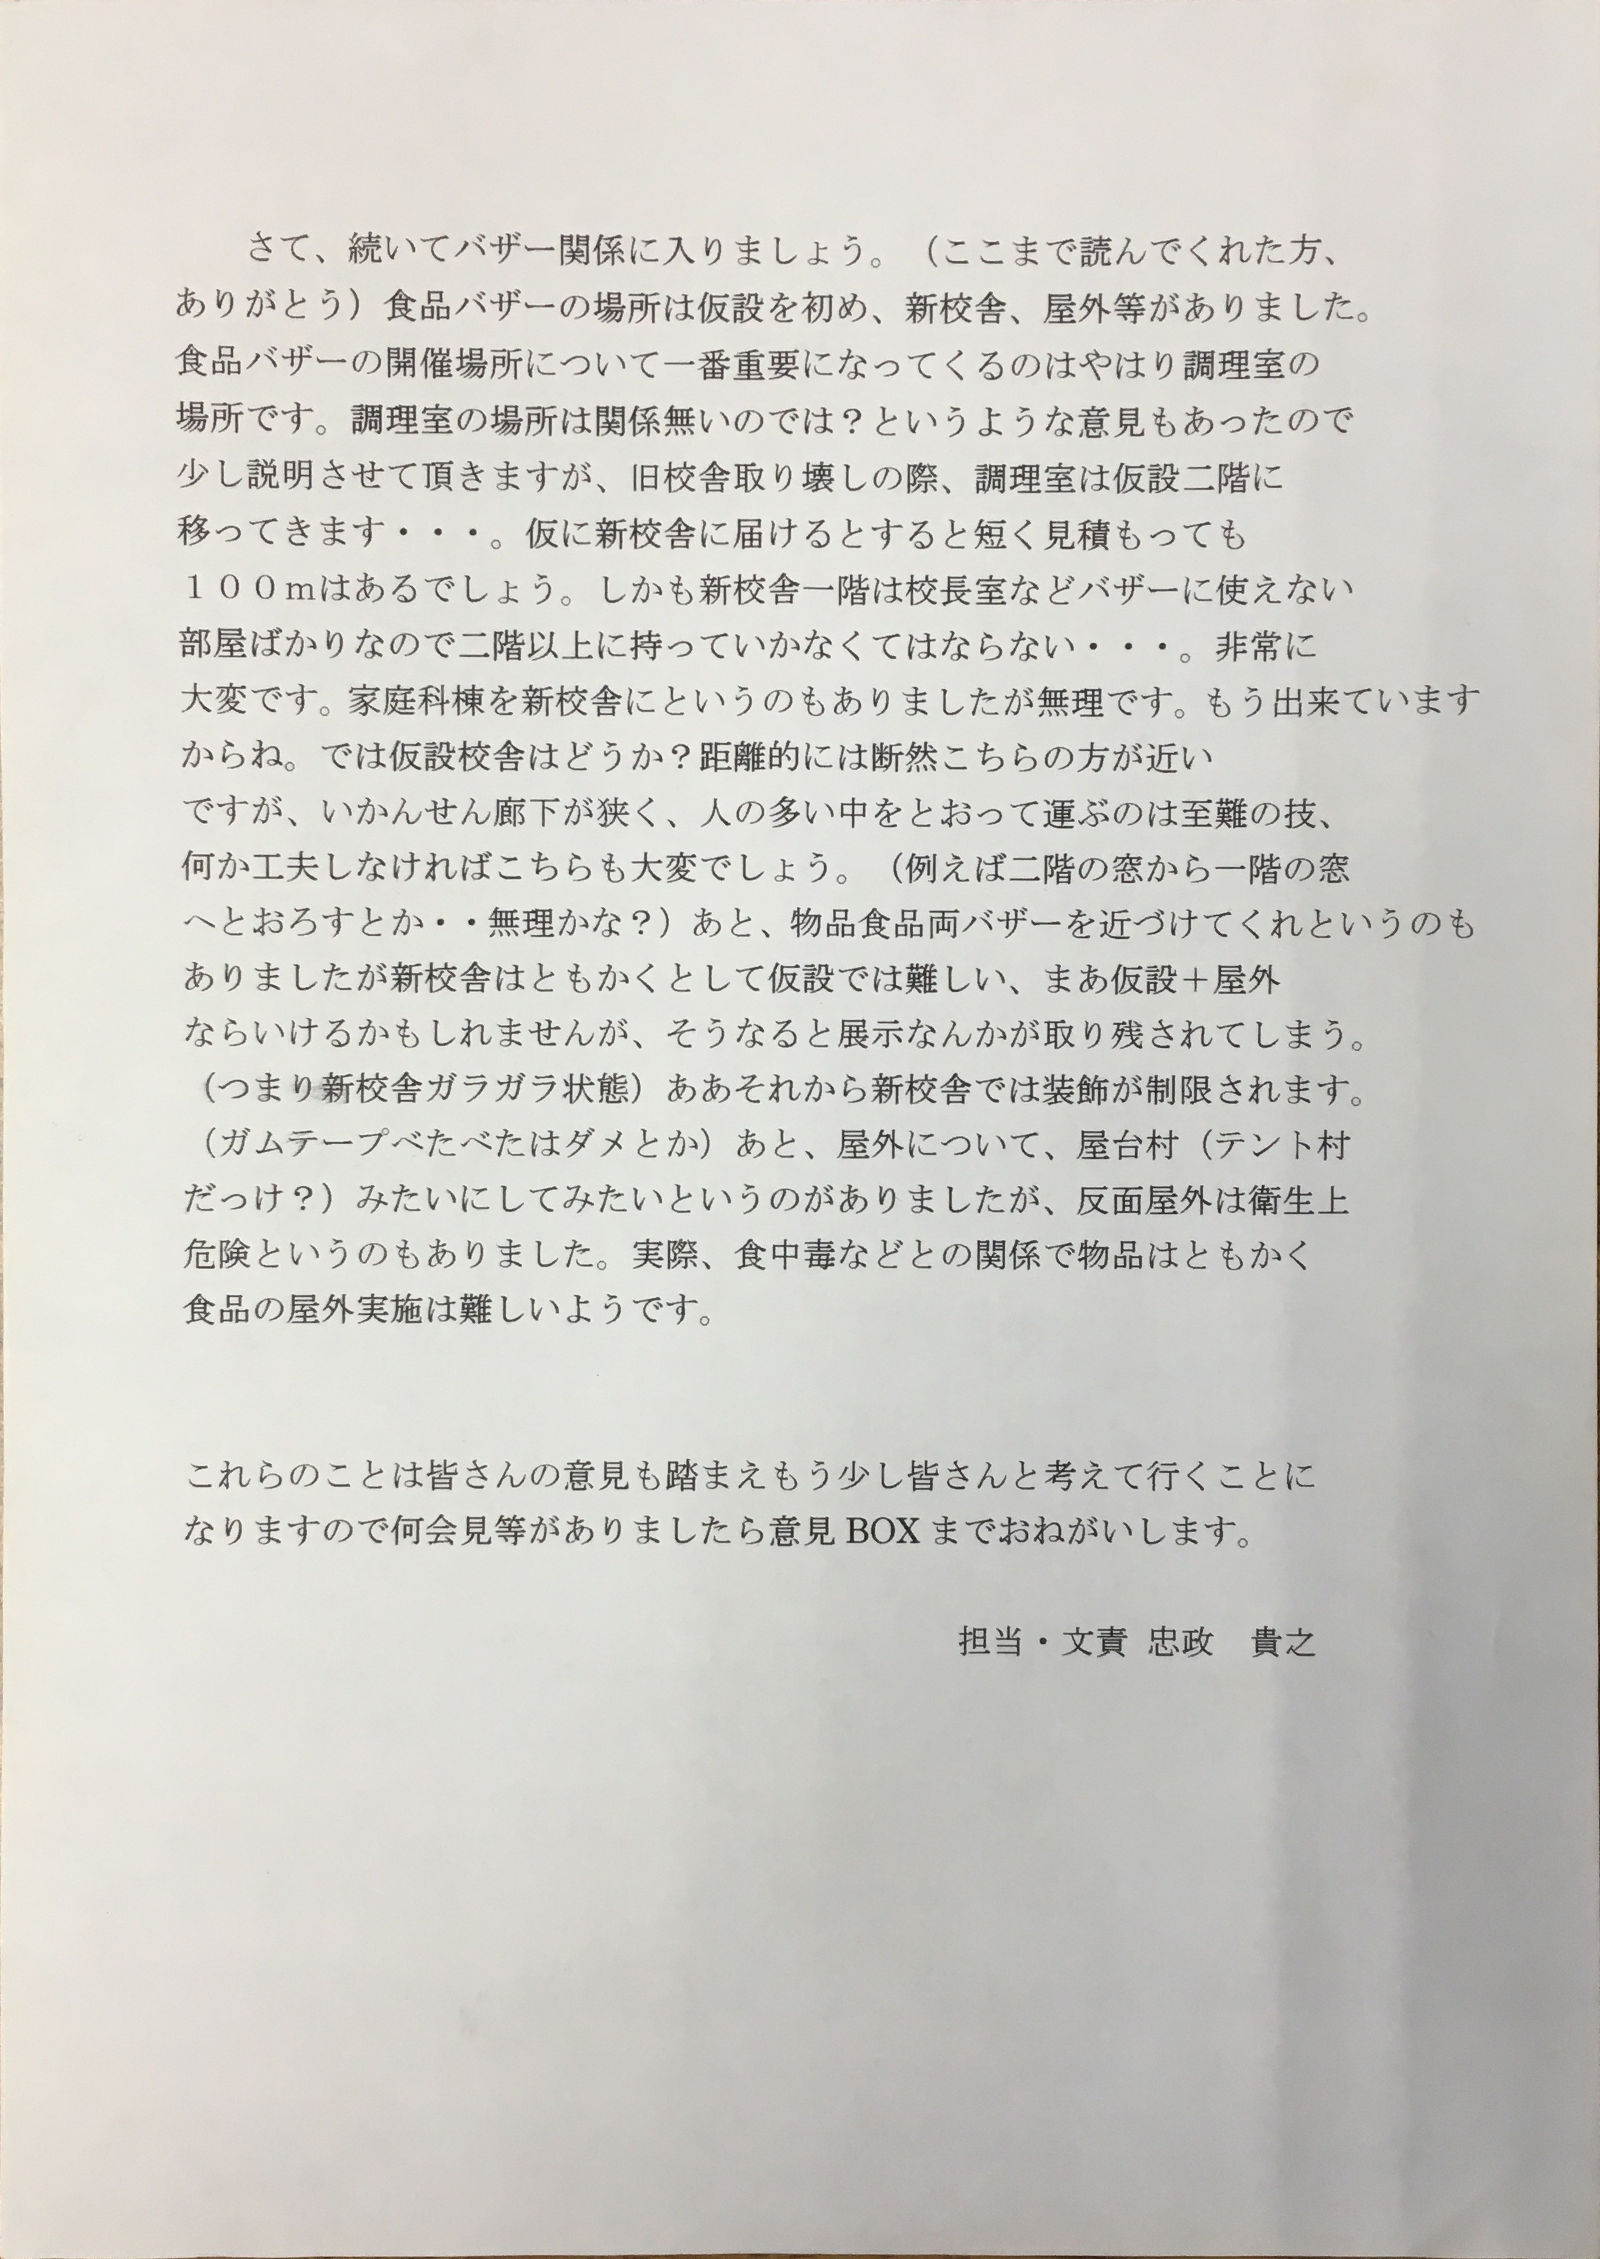 さて、続いてバザー関係に入りましょう。（ここまで読んでくれた方、
ありがとう）食品バザーの場所は仮設を初め、新校舎、屋外等がありました。
食品バザーの開催場所について一番重要になってくるのはやはり調理室の
場所です。調理室の場所は関係無いのでは？というような意見もあったので
少し説明させて頂きますが、旧校舎取り壊しの際、調理室は仮設二階に
移ってきます・・・。仮に新校舎に届けるとすると短く見積もっても
１００ｍはあるでしょう。しかも新校舎一階は校長室などバザーに使えない
部屋ばかりなので二階以上に持っていかなくてはならない・・・。非常に
大変です。家庭科棟を新校舎にというのもありましたが無理です。もう出来ています
からね。では仮設校舎はどうか？距離的には断然こちらの方が近い
ですが、いかんせん廊下が狭く、人の多い中をとおって運ぶのは至難の技、
何か工夫しなければこちらも大変でしょう。（例えば二階の窓から一階の窓
へとおろすとか・・無理かな？）あと、物品食品両バザーを近づけてくれというのも
ありましたが新校舎はともかくとして仮設では難しい、まあ仮設＋屋外
ならいけるかもしれませんが、そうなると展示なんかが取り残されてしまう。
（つまり新校舎ガラガラ状態）ああそれから新校舎では装飾が制限されます。
（ガムテープべたべたはダメとか）あと、屋外について、屋台村（テント村
だっけ？）みたいにしてみたいというのがありましたが、反面屋外は衛生上
危険というのもありました。実際、食中毒などとの関係で物品はともかく
食品の屋外実施は難しいようです。
これらのことは皆さんの意見も踏まえもう少し皆さんと考えて行くことに
なりますので何会見等がありましたら意見 BOX までおねがいします。
担当・文責 忠政　貴之